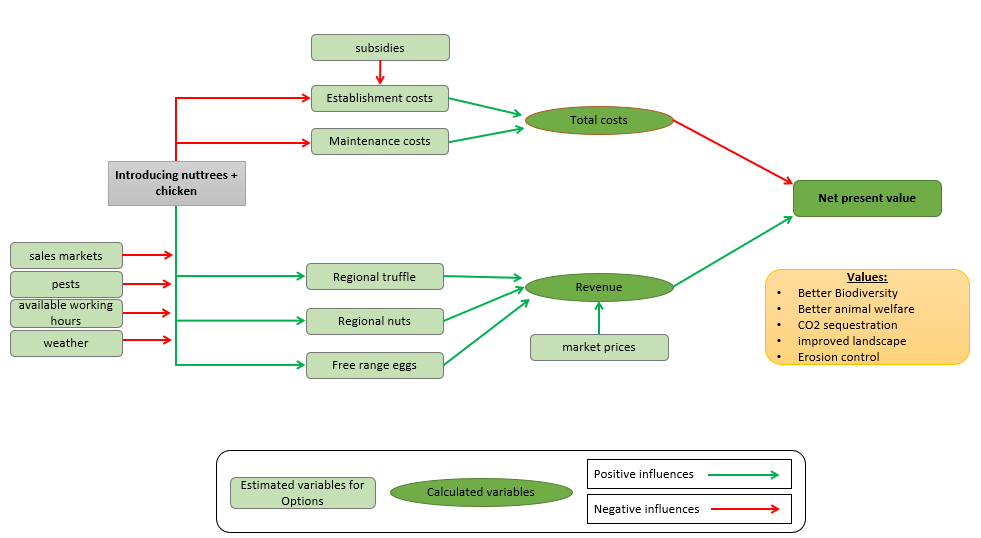 subsidies
Establishment costs
Maintenance costs
Total costs
Introducing nuttrees +
chicken
Net present value
sales markets
pests
available working
hours
weather
Regional truffle
Regional nuts
Free range eggs
Revenue
market prices
Values:
• Better Biodiversity
• Better animal welfare
• CO2 sequestration
• improved landscape
• Erosion control
Estimated variables for
Options
Calculated variables
Positive influences
Negative influences